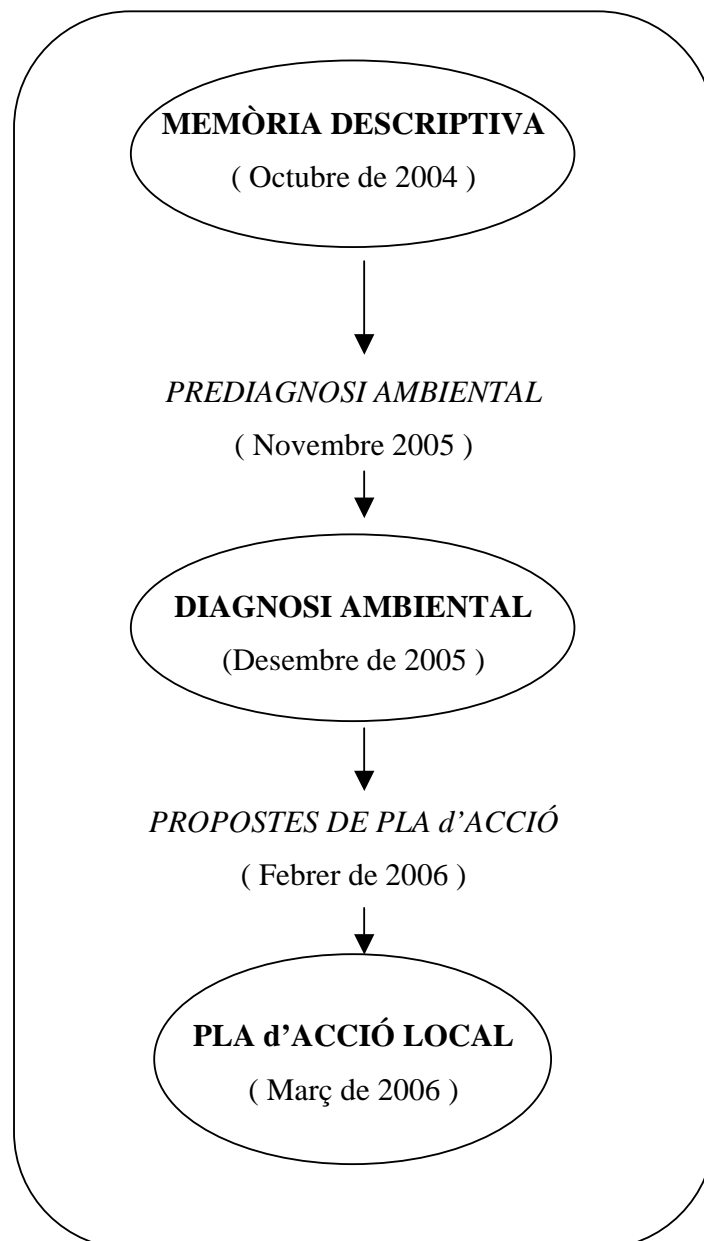 MEMÒRIA DESCRIPTIVA
( Octubre de 2004 )
PREDIAGNOSI AMBIENTAL
( Novembre 2005 )
DIAGNOSI AMBIENTAL
(Desembre de 2005 )
PROPOSTES DE PLA d’ACCIÓ
( Febrer de 2006 )
PLA d’ACCIÓ LOCAL
( Març de 2006 )